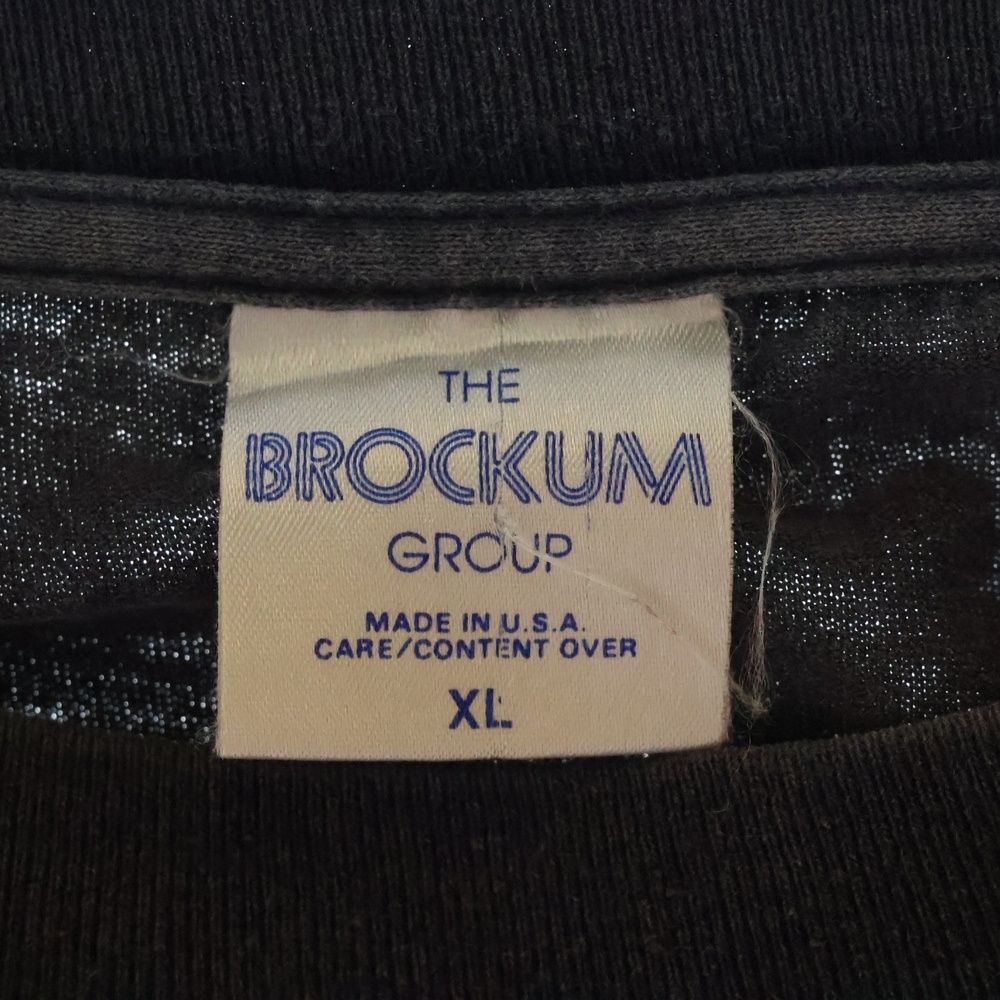 THE
BROCKUM
GROUP
MADE IN U.S.A.
CARE/CONTENT OVER
XL